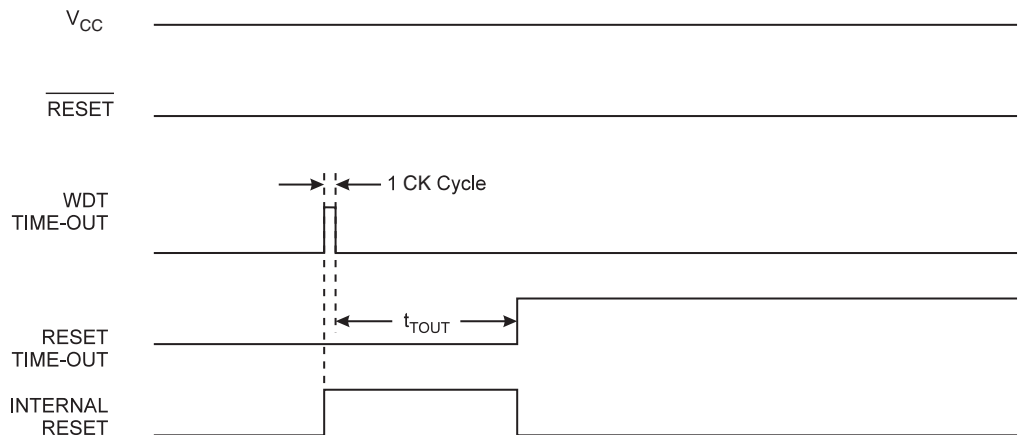 VCC
RESET
1 CK Cycle
WDT
TIME-OUT
tTOUT
RESET
TIME-OUT
INTERNAL
RESET